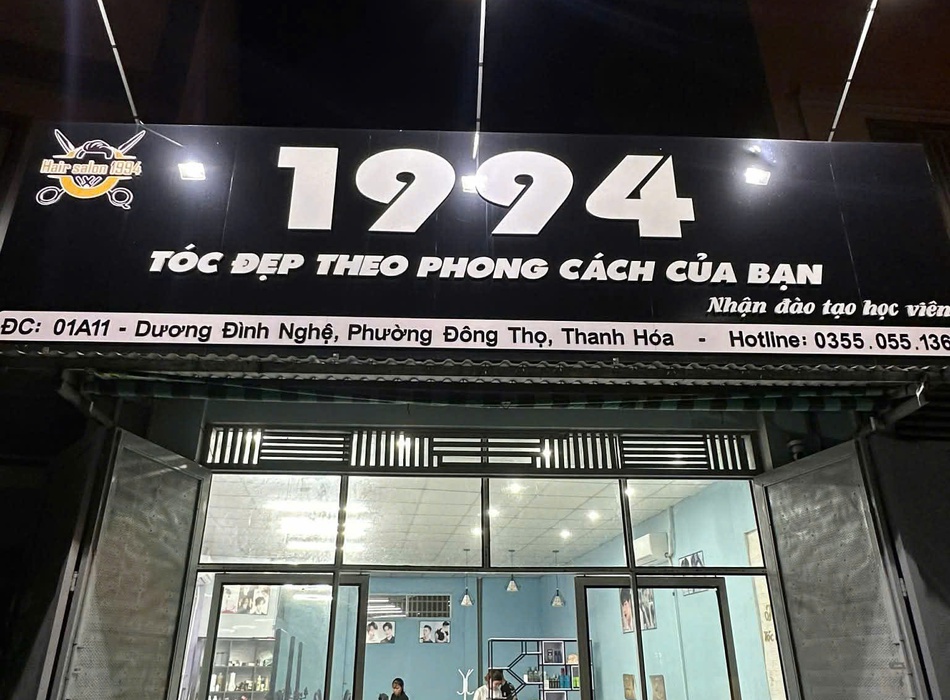 Hair salon 1994
1994
TÓC ĐẸP THEO PHONG CÁCH CỦA BẠN
Nhận đào tạo học viên
ĐC: 01A11 - Dương Đình Nghệ, Phường Đông Thọ, Thanh Hóa - Hotline: 0355.055.136